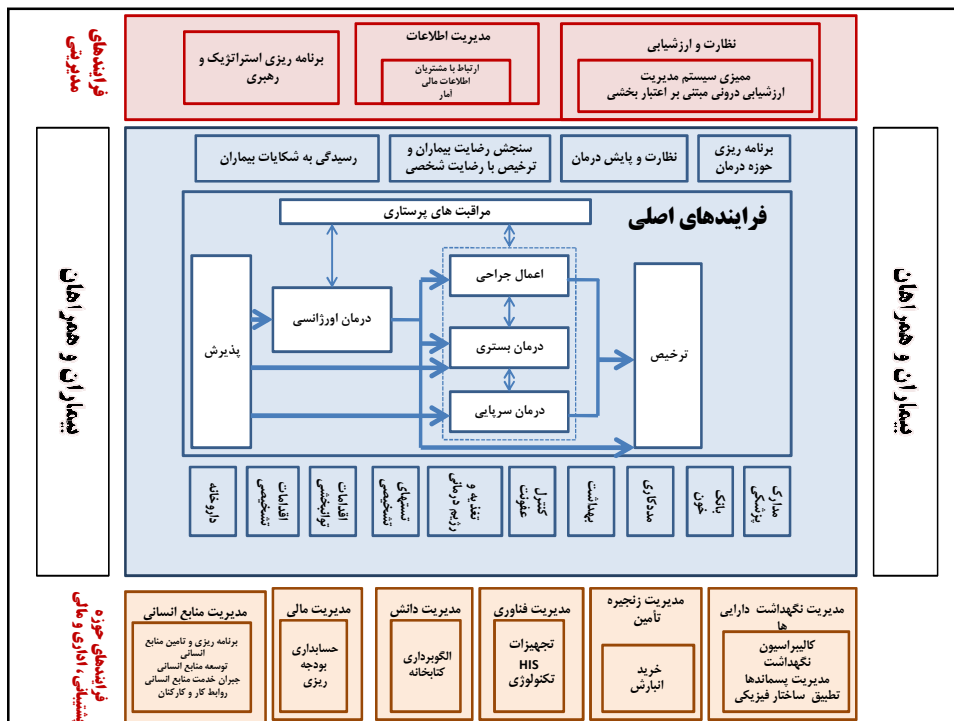 فرایندهای
مدیریتی
نظارت و ارزشیابی
ممیزی سیستم مدیریت
ارزشیابی درونی مبتنی بر اعتبار بخشی
مدیریت اطلاعات
ارتباط با مشتریان
اطلاعات مالی
آمار
برنامه ریزی استراتژیک و
رهبری
بیماران و همراهان
برنامه ریزی
حوزه درمان
نظارت و پایش درمان
سنجش رضایت بیماران و
ترخیص با رضایت شخصی
رسیدگی به شکایات بیماران
فرایندهای اصلی
مراقبت های پرستاری
پذیرش
درمان اورژانسی
اعمال جراحی
درمان بستری
درمان سرپایی
ترخیص
مدارک
پزشکی
بانک
خون
مددکاری
بهداشت
کنترل
عفونت
تغذیه و
رژیم درمانی
تستهای
تشخیصی
اقدامات
توانبخشی
اقدامات
تشخیصی
داروخانه
بیماران و همراهان
فرایندهای حوزه
پشتیبانی، اداری و مالی
مدیریت نگهداشت دارایی
ها
کالیبراسیون
نگهداشت
مدیریت پسماندها
تطبیق ساختار فیزیکی
مدیریت زنجیره
تأمین
خرید
انبارش
مدیریت فناوری
تجهیزات
HIS
تکنولوژی
مدیریت دانش
الگوبرداری
کتابخانه
مدیریت مالی
حسابداری
بودجه
ریزی
مدیریت منابع انسانی
برنامه ریزی و تامین منابع
انسانی
توسعه منابع انسانی
جبران خدمت منابع انسانی
روابط کار و کارکنان